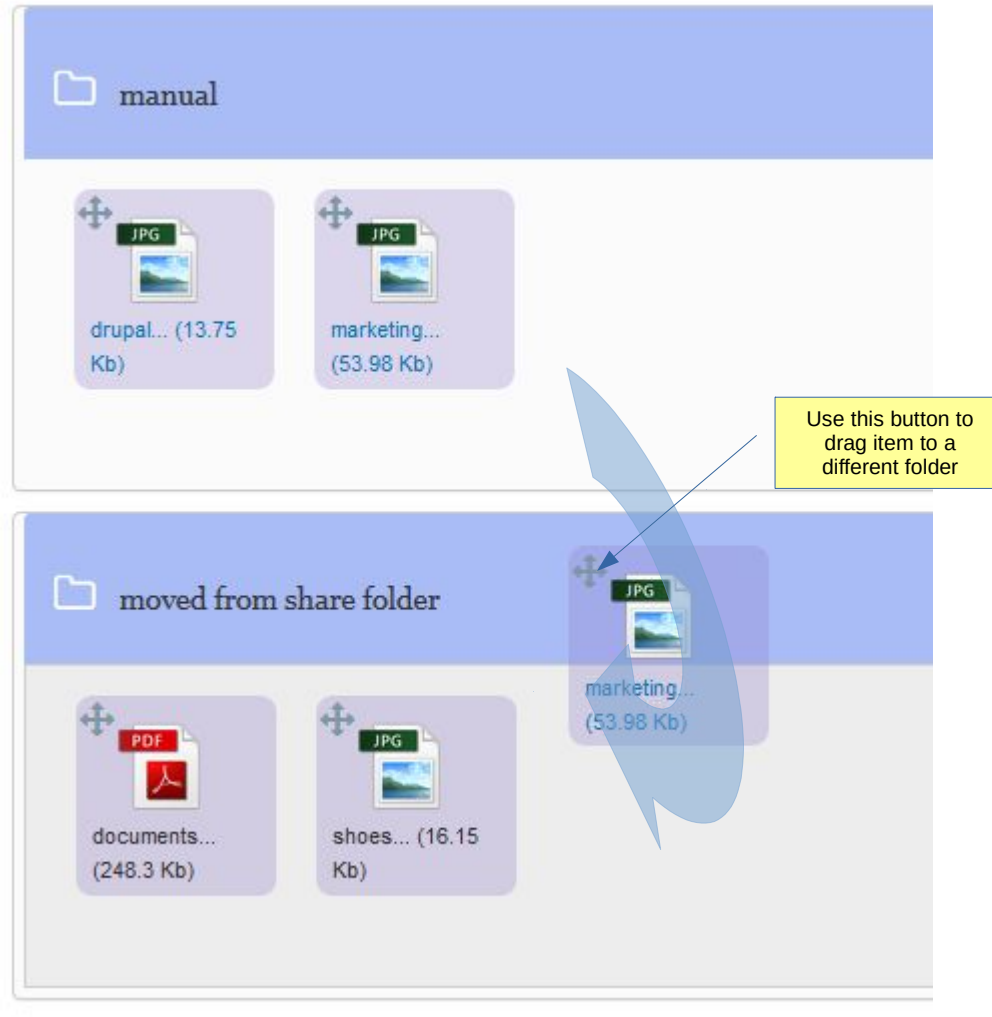 manual
JPG
JPG
drupal... (13.75
Kb)
marketing...
(53.98 Kb)
Use this button to
drag item to a
different folder
moved from share folder
JPG
marketing...
(53.98 Kb)
PDF
JPG
documents...
(248.3 Kb)
shoes... (16.15
Kb)